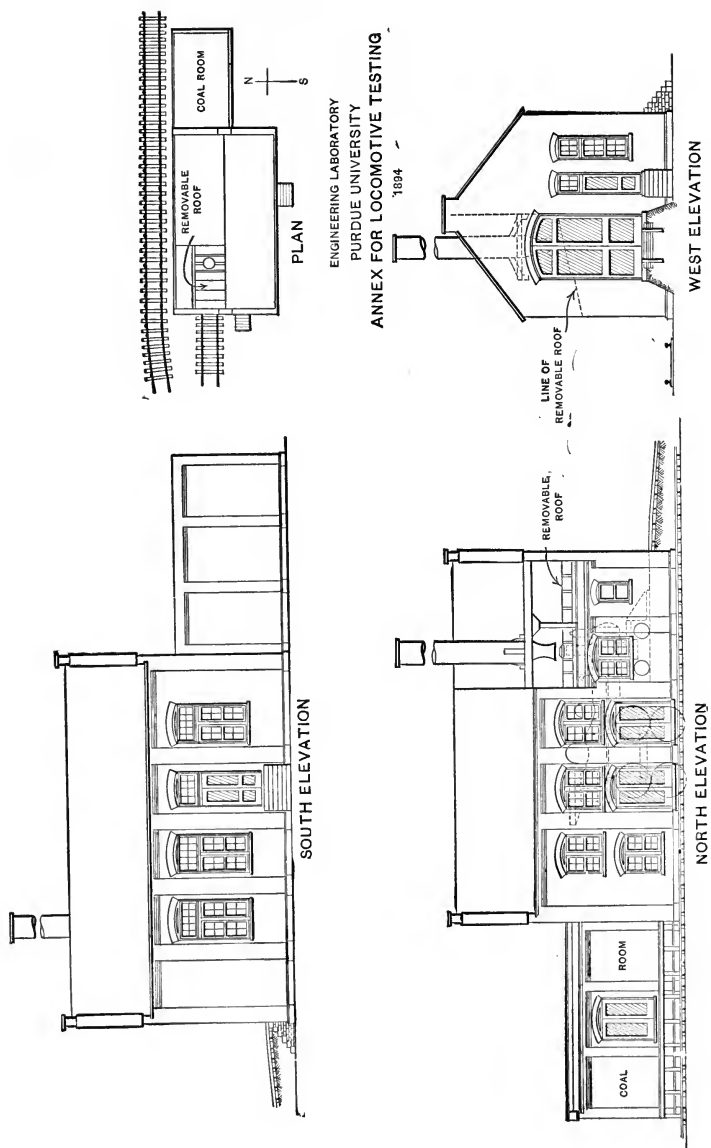 COAL ROOM
N
S
REMOVABLE
ROOF
PLAN
ENGINEERING LABORATORY
PURDUE UNIVERSITY
ANNEX FOR LOCOMOTIVE TESTING
1894
SOUTH ELEVATION
LINE OF
REMOVABLE ROOF
WEST ELEVATION
REMOVABLE
ROOF
COAL
ROOM
NORTH ELEVATION